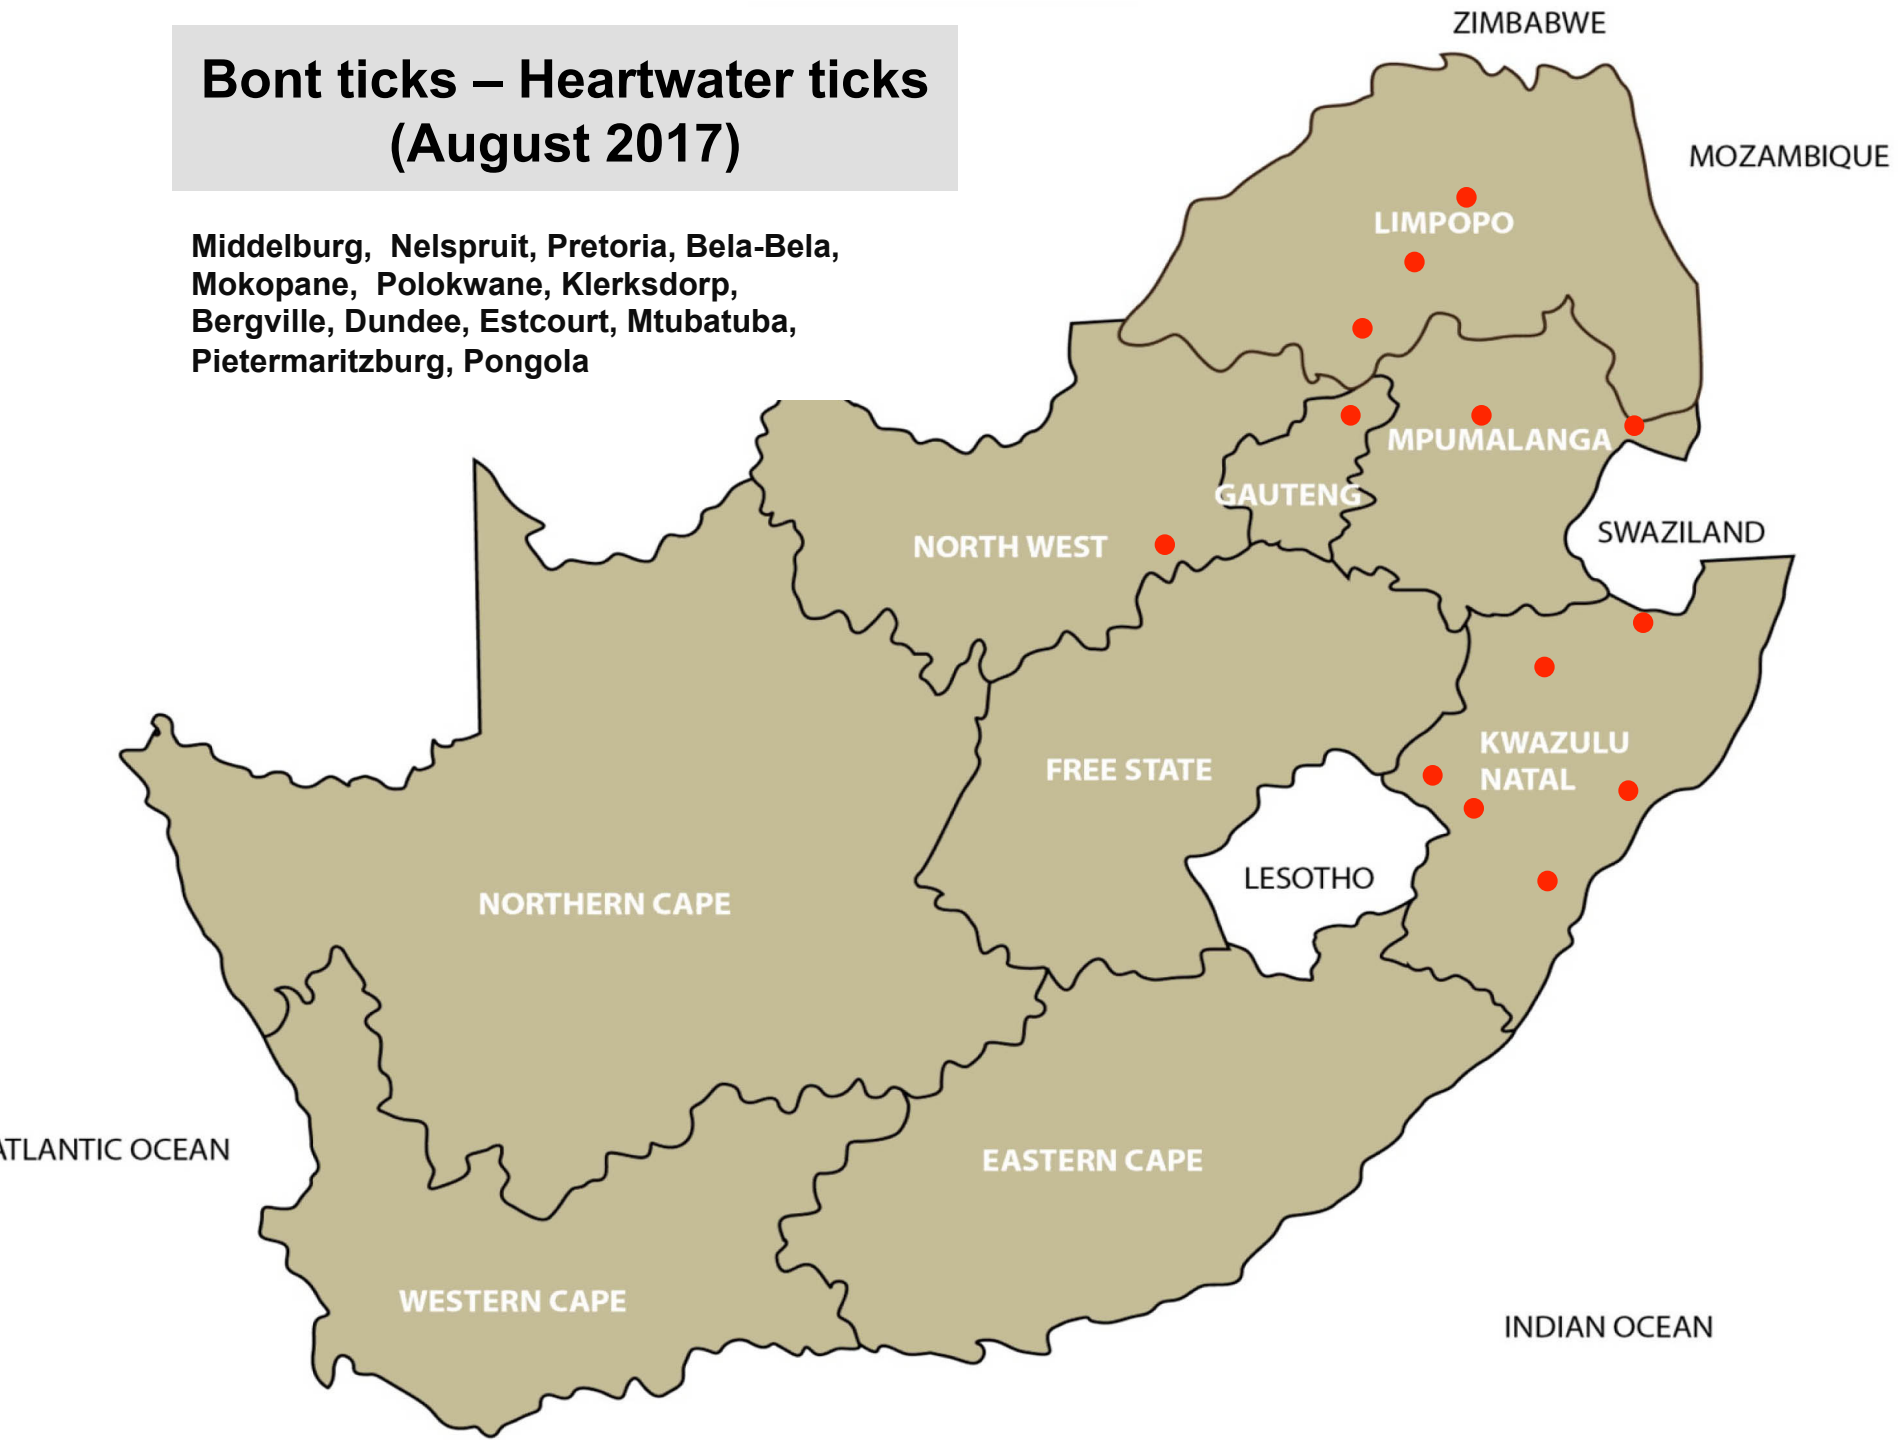 Bont ticks – Heartwater ticks
(August 2017)
Middelburg,  Nelspruit, Pretoria, Bela-Bela,
Mokopane,  Polokwane, Klerksdorp,
Bergville, Dundee, Estcourt, Mtubatuba,
Pietermaritzburg, Pongola
ZIMBABWE
MOZAMBIQUE
LIMPOPO
MPUMALANGA
GAUTENG
SWAZILAND
NORTH WEST
KWAZULU
NATAL
FREE STATE
LESOTHO
NORTHERN CAPE
ATLANTIC OCEAN
EASTERN CAPE
WESTERN CAPE
INDIAN OCEAN